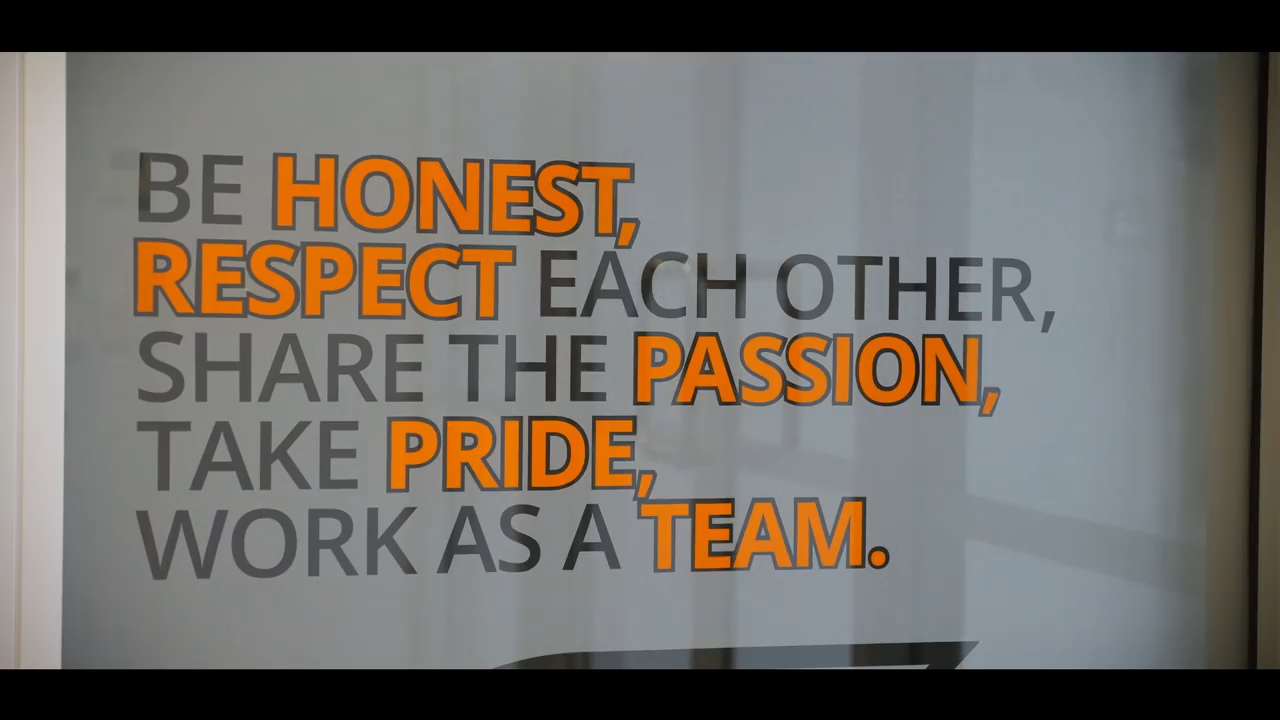 BE HONEST,
RESPECT EACH OTHER,
SHARE THE PASSION,
TAKE PRIDE,
WORK AS A TEAM.